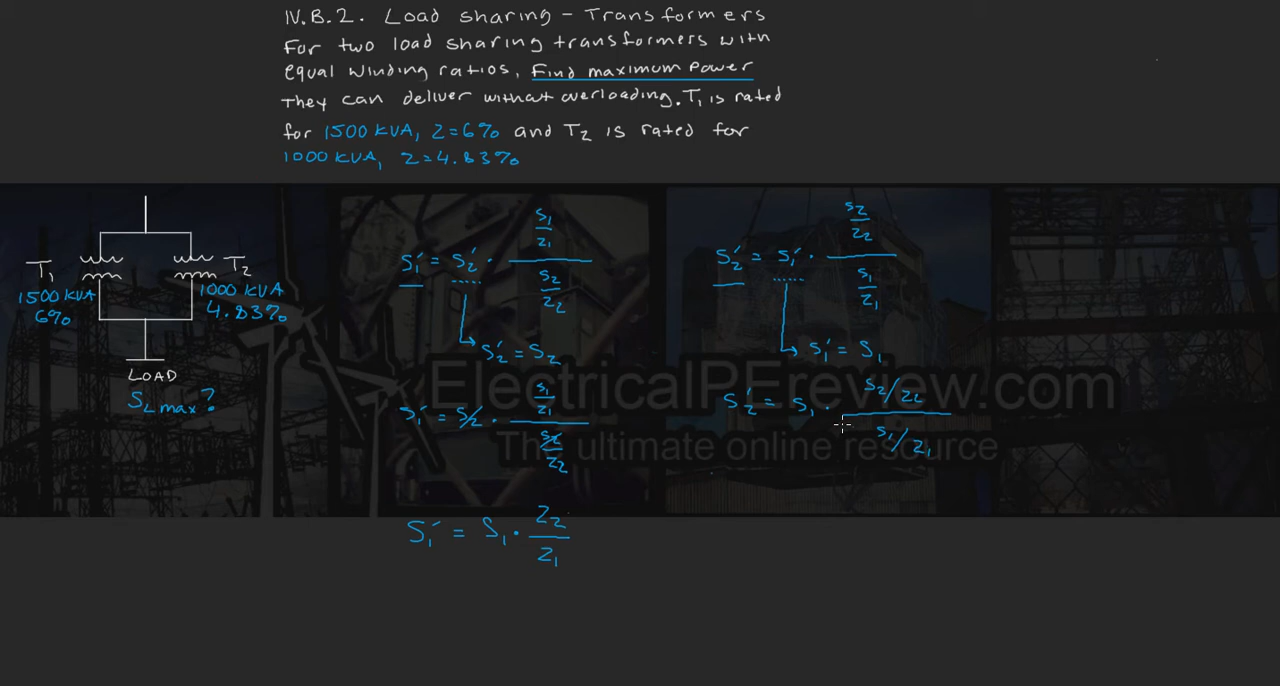 IV.B.2. Load sharing - Transformers
For two load sharing transformers with
equal winding ratios, Find maximum power
They can deliver without overloading. T₁ is rated
for 1500 KVA, Z=6% and T₂ is rated for
1000 KVA, Z=4.83%
T₁
1500 KVA
6%
T₂
1000 KVA
4.83%
LOAD
S_L max?
S₁' = S₂' · (S₁/Z₁)/(S₂/Z₂)
S₂' = S₂
S₁' = S₂ · (S₁/Z₁)/(S₂/Z₂)
S₁' = S₁ · Z₂/Z₁
S₂' = S₁' · (S₂/Z₂)/(S₁/Z₁)
S₁' = S₁
S₂' = S₁ · (S₂/Z₂)/(S₁/Z₁)
ElectricalPEreview.com
The ultimate online resource